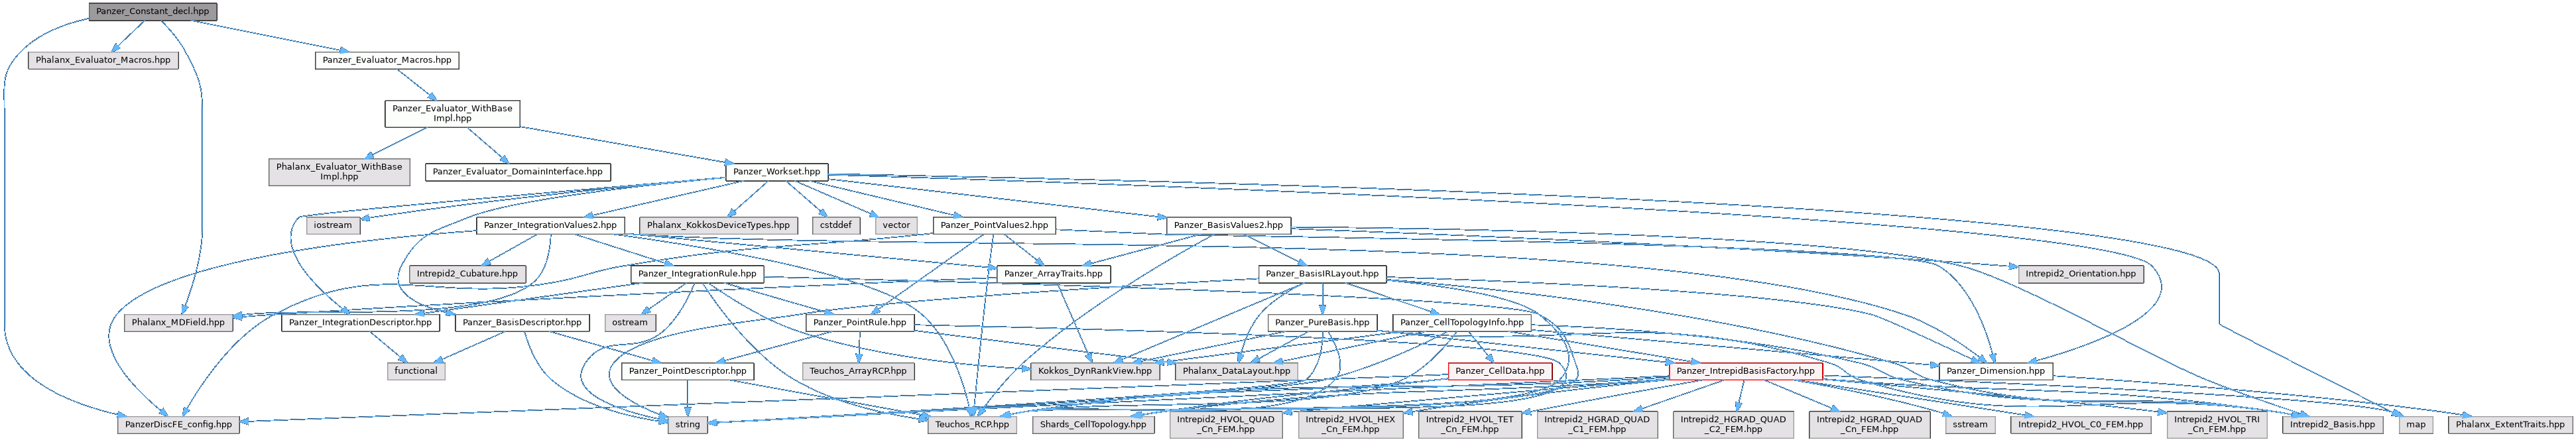 Panzer_Constant_decl.hpp
Phalanx_Evaluator_Macros.hpp
Panzer_Evaluator_Macros.hpp
Panzer_Evaluator_WithBase
Impl.hpp
Phalanx_Evaluator_WithBase
Impl.hpp
Panzer_Evaluator_DomainInterface.hpp
Panzer_Workset.hpp
iostream
Panzer_IntegrationValues2.hpp
Phalanx_KokkosDeviceTypes.hpp
cstddef
vector
Panzer_PointValues2.hpp
Panzer_BasisValues2.hpp
Intrepid2_Cubature.hpp
Panzer_IntegrationRule.hpp
Panzer_ArrayTraits.hpp
Panzer_BasisIRLayout.hpp
Intrepid2_Orientation.hpp
Phalanx_MDField.hpp
Panzer_IntegrationDescriptor.hpp
Panzer_BasisDescriptor.hpp
ostream
Panzer_PointRule.hpp
Panzer_PureBasis.hpp
Panzer_CellTopologyInfo.hpp
functional
Panzer_PointDescriptor.hpp
Teuchos_ArrayRCP.hpp
Kokkos_DynRankView.hpp
Phalanx_DataLayout.hpp
Panzer_CellData.hpp
Panzer_IntrepidBasisFactory.hpp
Panzer_Dimension.hpp
PanzerDiscFE_config.hpp
string
Teuchos_RCP.hpp
Shards_CellTopology.hpp
Intrepid2_HVOL_QUAD
_Cn_FEM.hpp
Intrepid2_HVOL_HEX
_Cn_FEM.hpp
Intrepid2_HVOL_TET
_Cn_FEM.hpp
Intrepid2_HGRAD_QUAD
_C1_FEM.hpp
Intrepid2_HGRAD_QUAD
_C2_FEM.hpp
Intrepid2_HGRAD_QUAD
_Cn_FEM.hpp
sstream
Intrepid2_HVOL_C0_FEM.hpp
Intrepid2_HVOL_TRI
_Cn_FEM.hpp
Intrepid2_Basis.hpp
map
Phalanx_ExtentTraits.hpp